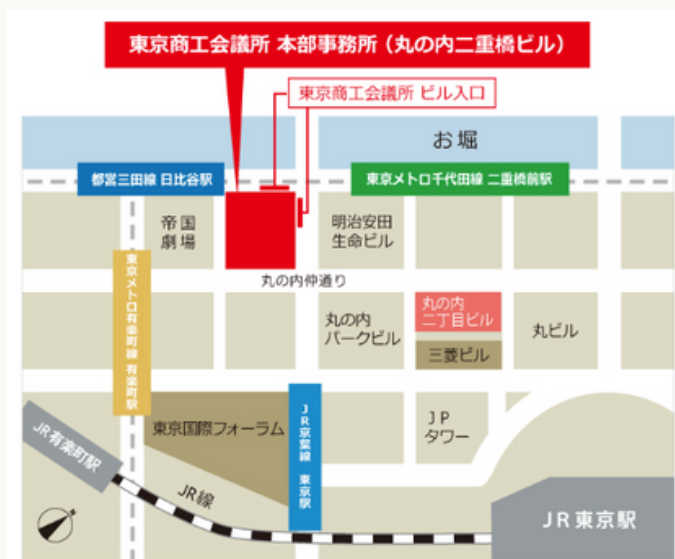 東京商工会議所 本部事務所（丸の内二重橋ビル）
東京商工会議所 ビル入口
お堀
都営三田線 日比谷駅
東京メトロ千代田線 二重橋前駅
帝国
劇場
明治安田
生命ビル
丸の内仲通り
東京メトロ有楽町線 有楽町駅
丸の内
パークビル
丸の内
二丁目ビル
三菱ビル
丸ビル
東京国際フォーラム
JR京葉線 東京駅
JP
タワー
JR有楽町駅
JR線
JR東京駅